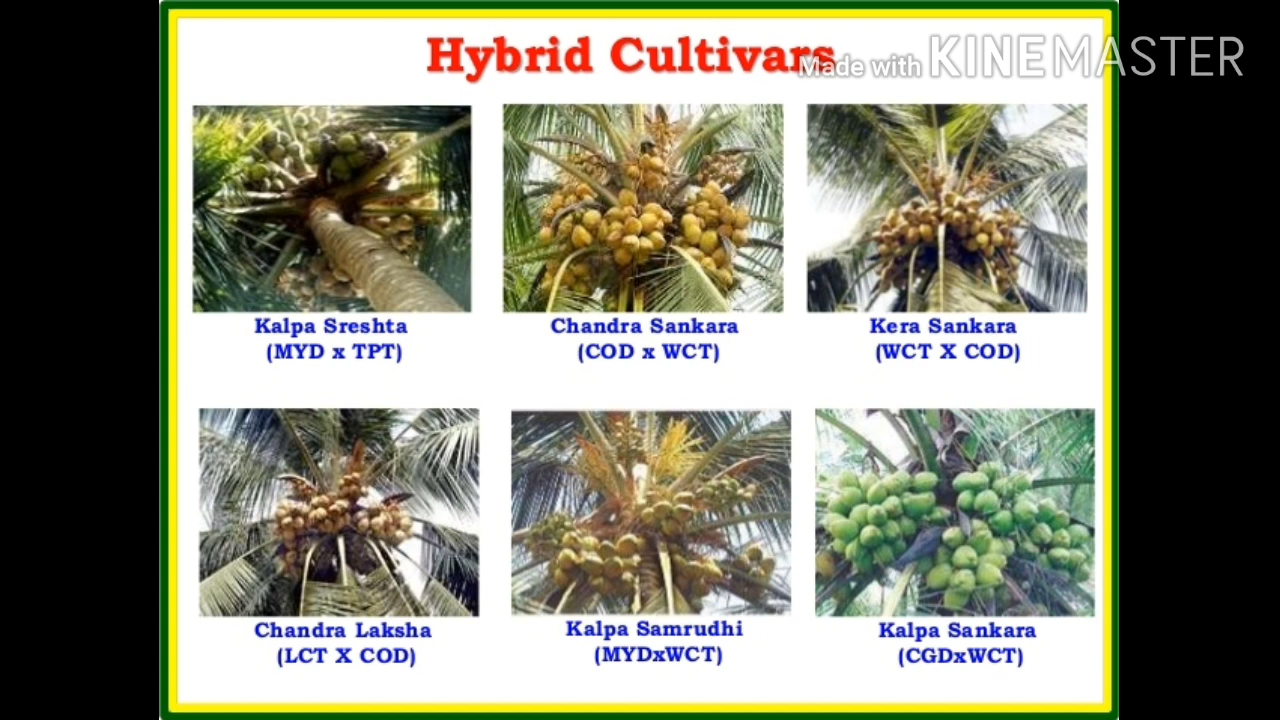 Hybrid Cultivars
Made with KINEMASTER
Kalpa Sreshta
(MYD x TPT)
Chandra Sankara
(COD x WCT)
Kera Sankara
(WCT X COD)
Chandra Laksha
(LCT X COD)
Kalpa Samrudhi
(MYDxWCT)
Kalpa Sankara
(CGDxWCT)